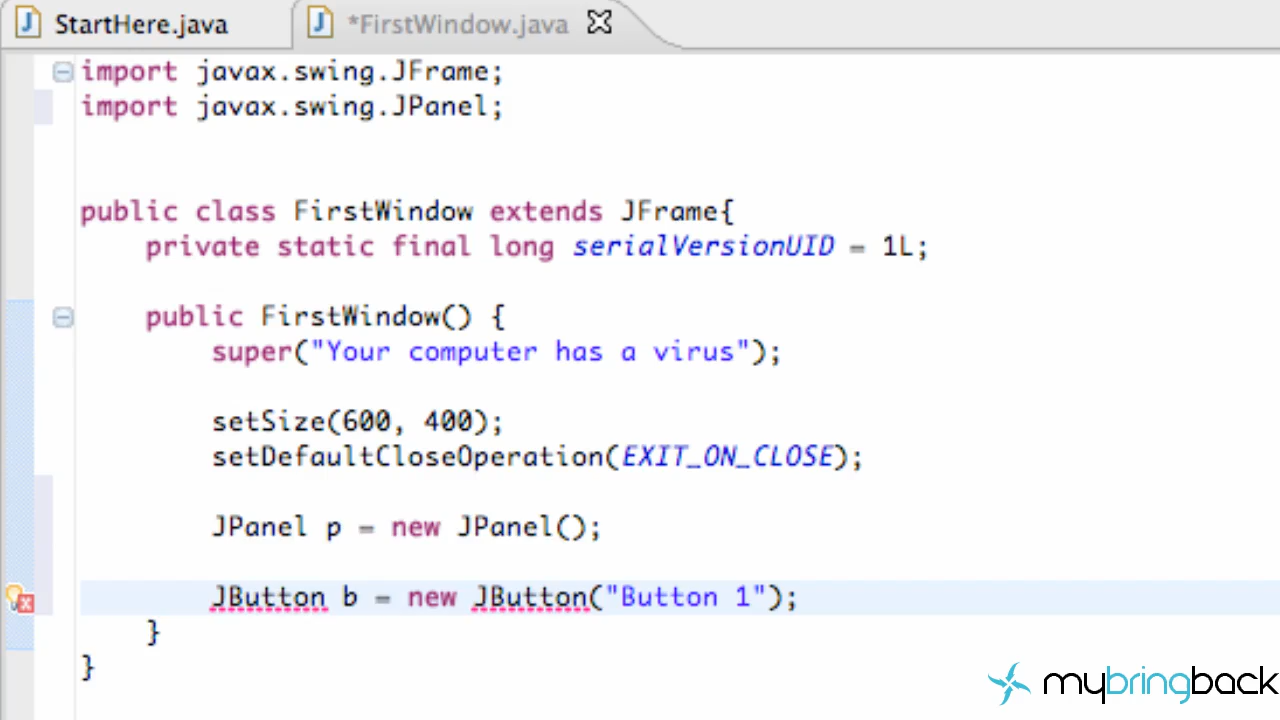 StartHere.java
*FirstWindow.java
import javax.swing.JFrame;
import javax.swing.JPanel;
public class FirstWindow extends JFrame{
private static final long serialVersionUID = 1L;
public FirstWindow() {
super("Your computer has a virus");
setSize(600, 400);
setDefaultCloseOperation(EXIT_ON_CLOSE);
JPanel p = new JPanel();
JButton b = new JButton("Button 1");
}
}
mybringback